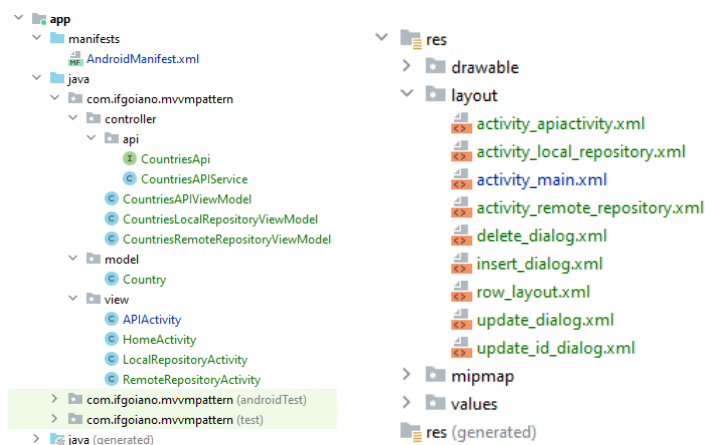 app
manifests
MF AndroidManifest.xml
java
com.ifgoiano.mvvmpattern
controller
api
I CountriesApi
C CountriesAPIService
C CountriesAPIViewModel
C CountriesLocalRepositoryViewModel
C CountriesRemoteRepositoryViewModel
model
C Country
view
C APIActivity
C HomeActivity
C LocalRepositoryActivity
C RemoteRepositoryActivity
com.ifgoiano.mvvmpattern (androidTest)
com.ifgoiano.mvvmpattern (test)
java (generated)
res
drawable
layout
activity_apiactivity.xml
activity_local_repository.xml
activity_main.xml
activity_remote_repository.xml
delete_dialog.xml
insert_dialog.xml
row_layout.xml
update_dialog.xml
update_id_dialog.xml
mipmap
values
res (generated)